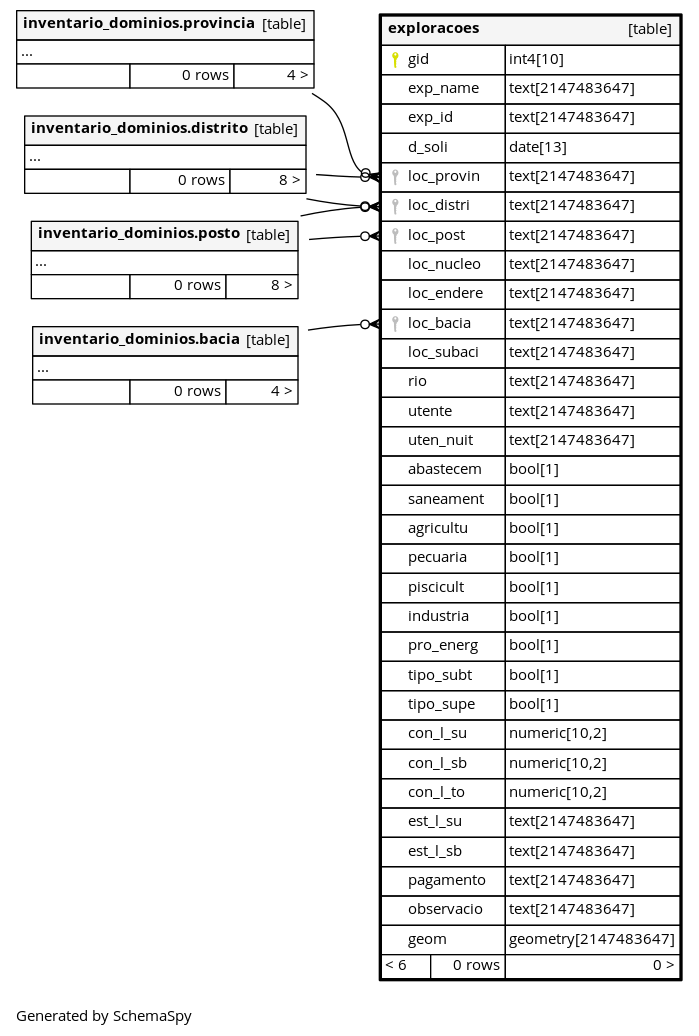 inventario_dominios.provincia [table]
...
0 rows 4 >
inventario_dominios.distrito [table]
...
0 rows 8 >
inventario_dominios.posto [table]
...
0 rows 8 >
inventario_dominios.bacia [table]
...
0 rows 4 >
exploracoes [table]
gid int4[10]
exp_name text[2147483647]
exp_id text[2147483647]
d_soli date[13]
loc_provin text[2147483647]
loc_distri text[2147483647]
loc_post text[2147483647]
loc_nucleo text[2147483647]
loc_endere text[2147483647]
loc_bacia text[2147483647]
loc_subaci text[2147483647]
rio text[2147483647]
utente text[2147483647]
uten_nuit text[2147483647]
abastecem bool[1]
saneament bool[1]
agricultu bool[1]
pecuaria bool[1]
piscicult bool[1]
industria bool[1]
pro_energ bool[1]
tipo_subt bool[1]
tipo_supe bool[1]
con_l_su numeric[10,2]
con_l_sb numeric[10,2]
con_l_to numeric[10,2]
est_l_su text[2147483647]
est_l_sb text[2147483647]
pagamento text[2147483647]
observacio text[2147483647]
geom geometry[2147483647]
< 6 0 rows 0 >
Generated by SchemaSpy